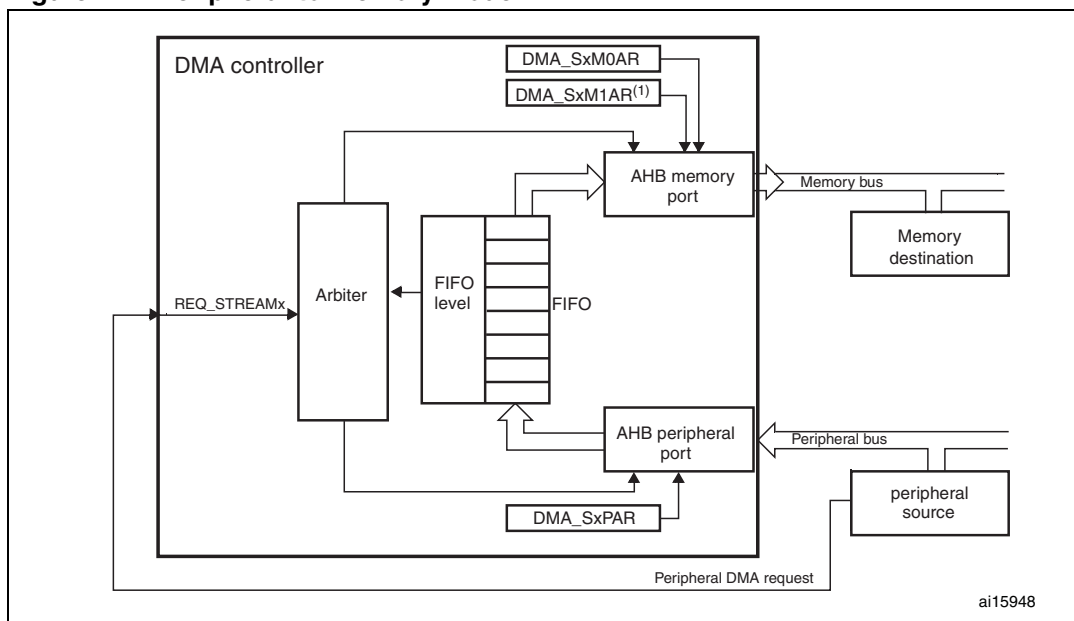 DMA controller
DMA_SxM0AR
DMA_SxM1AR(1)
AHB memory
port
Memory bus
Memory
destination
Arbiter
FIFO
level
FIFO
REQ_STREAMx
AHB peripheral
port
Peripheral bus
peripheral
source
DMA_SxPAR
Peripheral DMA request
ai15948